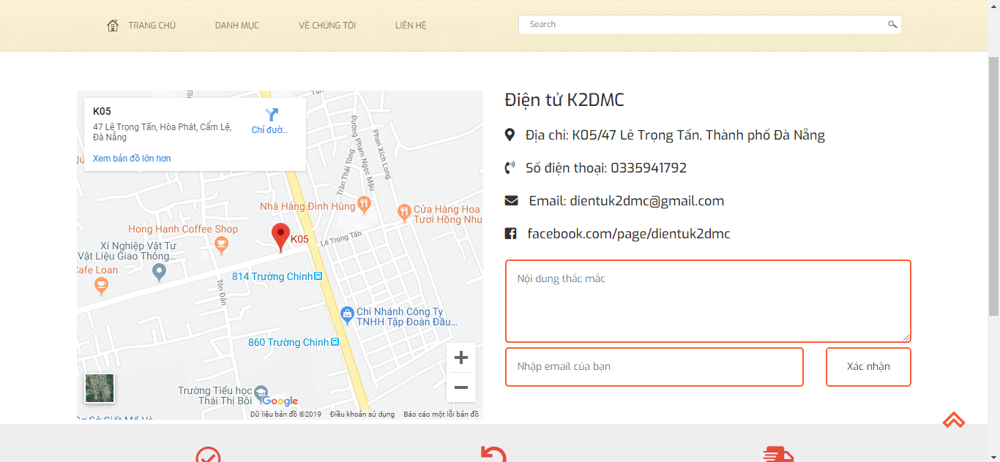 TRANG CHỦ
DANH MỤC
VỀ CHÚNG TÔI
LIÊN HỆ
Search
K05
47 Lê Trọng Tấn, Hòa Phát, Cẩm Lệ,
Đà Nẵng
Chỉ đườ...
Xem bản đồ lớn hơn
Đường Phạm Ngọc Mậu
Phan Xích Long
Trần Thái Tông
Nhà Hàng Đình Hùng
Cửa Hàng Hoa
Tươi Hồng Nhu
Hong Hanh Coffee Shop
K05
Lê Trọng Tấn
Xí Nghiệp Vật Tư
Vật Liệu Giao Thông...
Cafe Loan
814 Trường Chinh
Tôn Đản
Chi Nhánh Công Ty
TNHH Tập Đoàn Đầu...
860 Trường Chinh
Trường Tiểu học
Thái Thị Bôi
Google
Dữ liệu bản đồ ©2019
Điều khoản sử dụng
Báo cáo một lỗi bản đồ
Điện tử K2DMC
Địa chỉ: K05/47 Lê Trọng Tấn, Thành phố Đà Nẵng
Số điện thoại: 0335941792
Email: dientuk2dmc@gmail.com
facebook.com/page/dientuk2dmc
Nội dung thắc mắc
Nhập email của bạn
Xác nhận